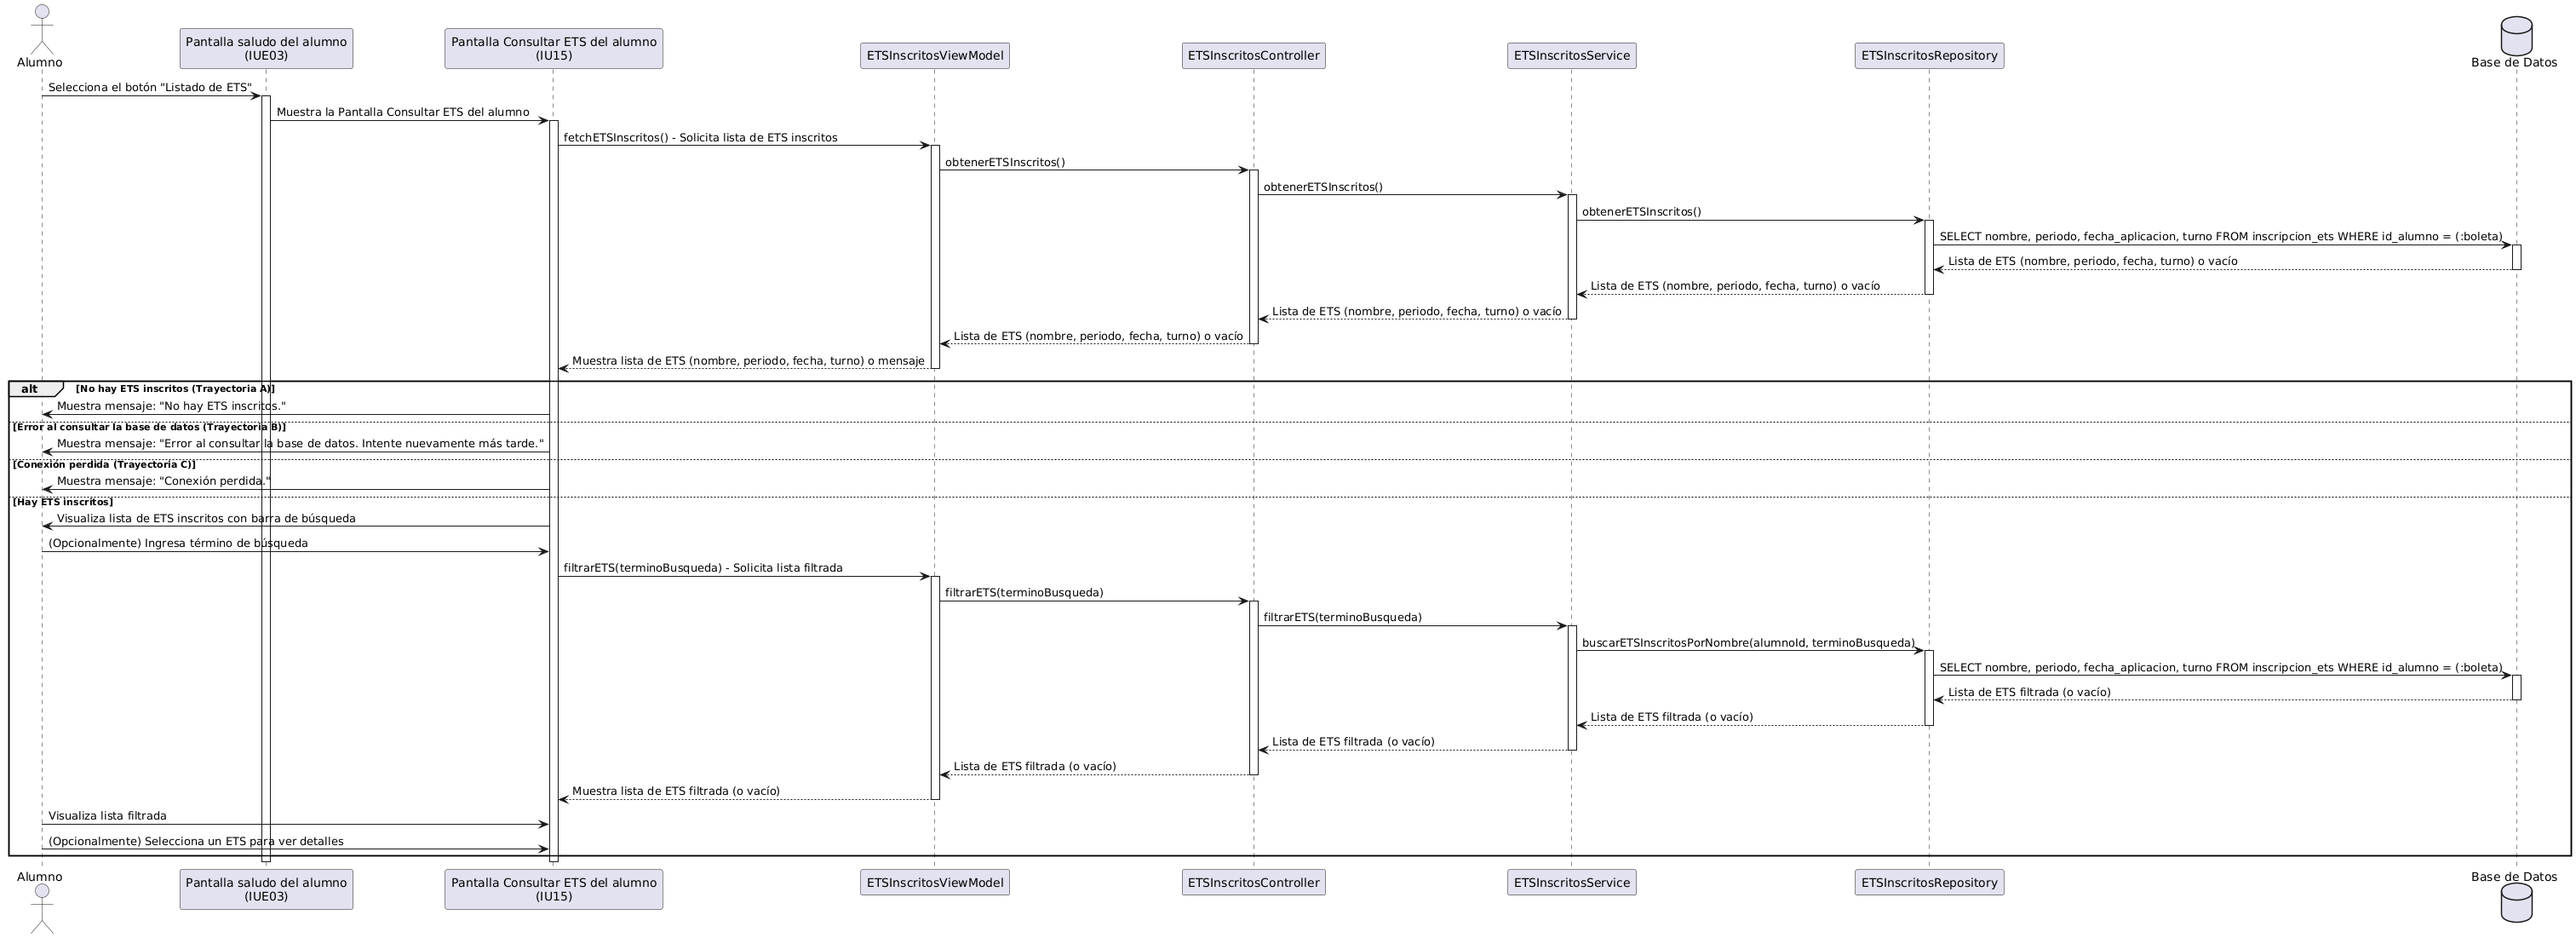 Alumno
Pantalla saludo del alumno
(IUE03)
Pantalla Consultar ETS del alumno
(IU15)
ETSInscritosViewModel
ETSInscritosController
ETSInscritosService
ETSInscritosRepository
Base de Datos
Selecciona el botón "Listado de ETS"
Muestra la Pantalla Consultar ETS del alumno
fetchETSInscritos() - Solicita lista de ETS inscritos
obtenerETSInscritos()
obtenerETSInscritos()
obtenerETSInscritos()
SELECT nombre, periodo, fecha_aplicacion, turno FROM inscripcion_ets WHERE id_alumno = (:boleta)
Lista de ETS (nombre, periodo, fecha, turno) o vacío
Lista de ETS (nombre, periodo, fecha, turno) o vacío
Lista de ETS (nombre, periodo, fecha, turno) o vacío
Lista de ETS (nombre, periodo, fecha, turno) o vacío
Muestra lista de ETS (nombre, periodo, fecha, turno) o mensaje
alt [No hay ETS inscritos (Trayectoria A)]
Muestra mensaje: "No hay ETS inscritos."
[Error al consultar la base de datos (Trayectoria B)]
Muestra mensaje: "Error al consultar la base de datos. Intente nuevamente más tarde."
[Conexión perdida (Trayectoria C)]
Muestra mensaje: "Conexión perdida."
[Hay ETS inscritos]
Visualiza lista de ETS inscritos con barra de búsqueda
(Opcionalmente) Ingresa término de búsqueda
filtrarETS(terminoBusqueda) - Solicita lista filtrada
filtrarETS(terminoBusqueda)
filtrarETS(terminoBusqueda)
buscarETSInscritosPorNombre(alumnoId, terminoBusqueda)
SELECT nombre, periodo, fecha_aplicacion, turno FROM inscripcion_ets WHERE id_alumno = (:boleta)
Lista de ETS filtrada (o vacío)
Lista de ETS filtrada (o vacío)
Lista de ETS filtrada (o vacío)
Lista de ETS filtrada (o vacío)
Muestra lista de ETS filtrada (o vacío)
Visualiza lista filtrada
(Opcionalmente) Selecciona un ETS para ver detalles
Alumno
Pantalla saludo del alumno
(IUE03)
Pantalla Consultar ETS del alumno
(IU15)
ETSInscritosViewModel
ETSInscritosController
ETSInscritosService
ETSInscritosRepository
Base de Datos